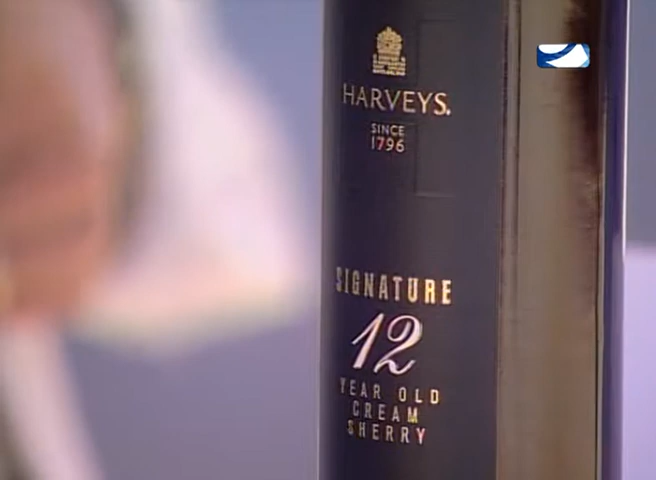 HARVEYS.
SINCE
1796
SIGNATURE
12
YEAR OLD
CREAM
SHERRY